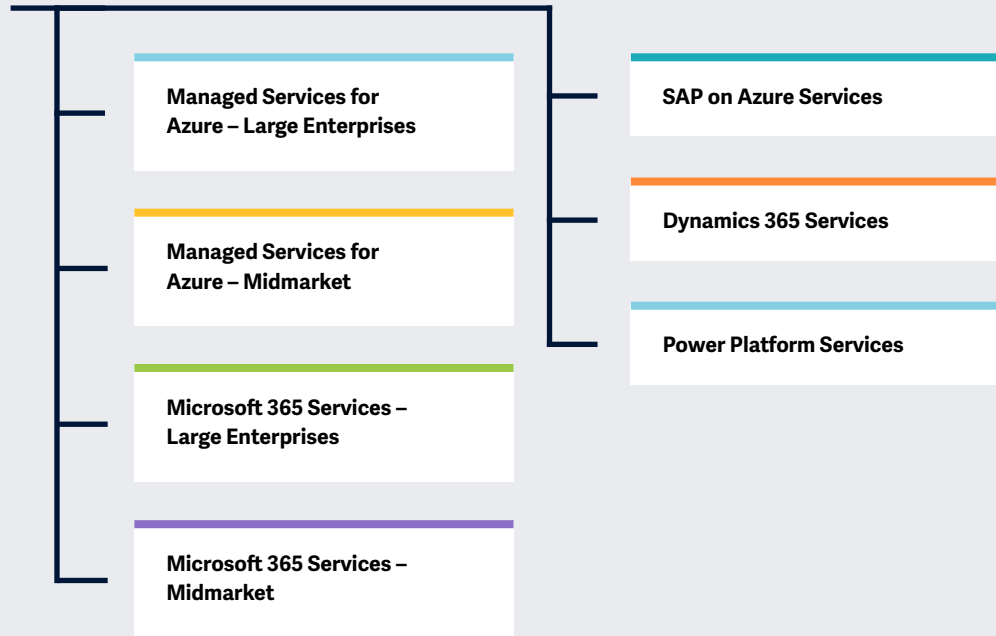 Managed Services for
Azure – Large Enterprises
Managed Services for
Azure – Midmarket
Microsoft 365 Services –
Large Enterprises
Microsoft 365 Services –
Midmarket
SAP on Azure Services
Dynamics 365 Services
Power Platform Services